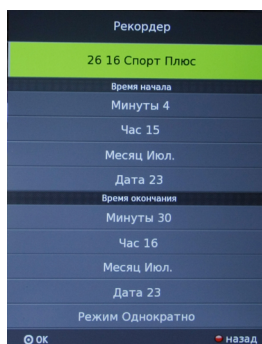 Рекордер
26 16 Спорт Плюс
Время начала
Минуты 4
Час 15
Месяц Июл.
Дата 23
Время окончания
Минуты 30
Час 16
Месяц Июл.
Дата 23
Режим Однократно
OK назад